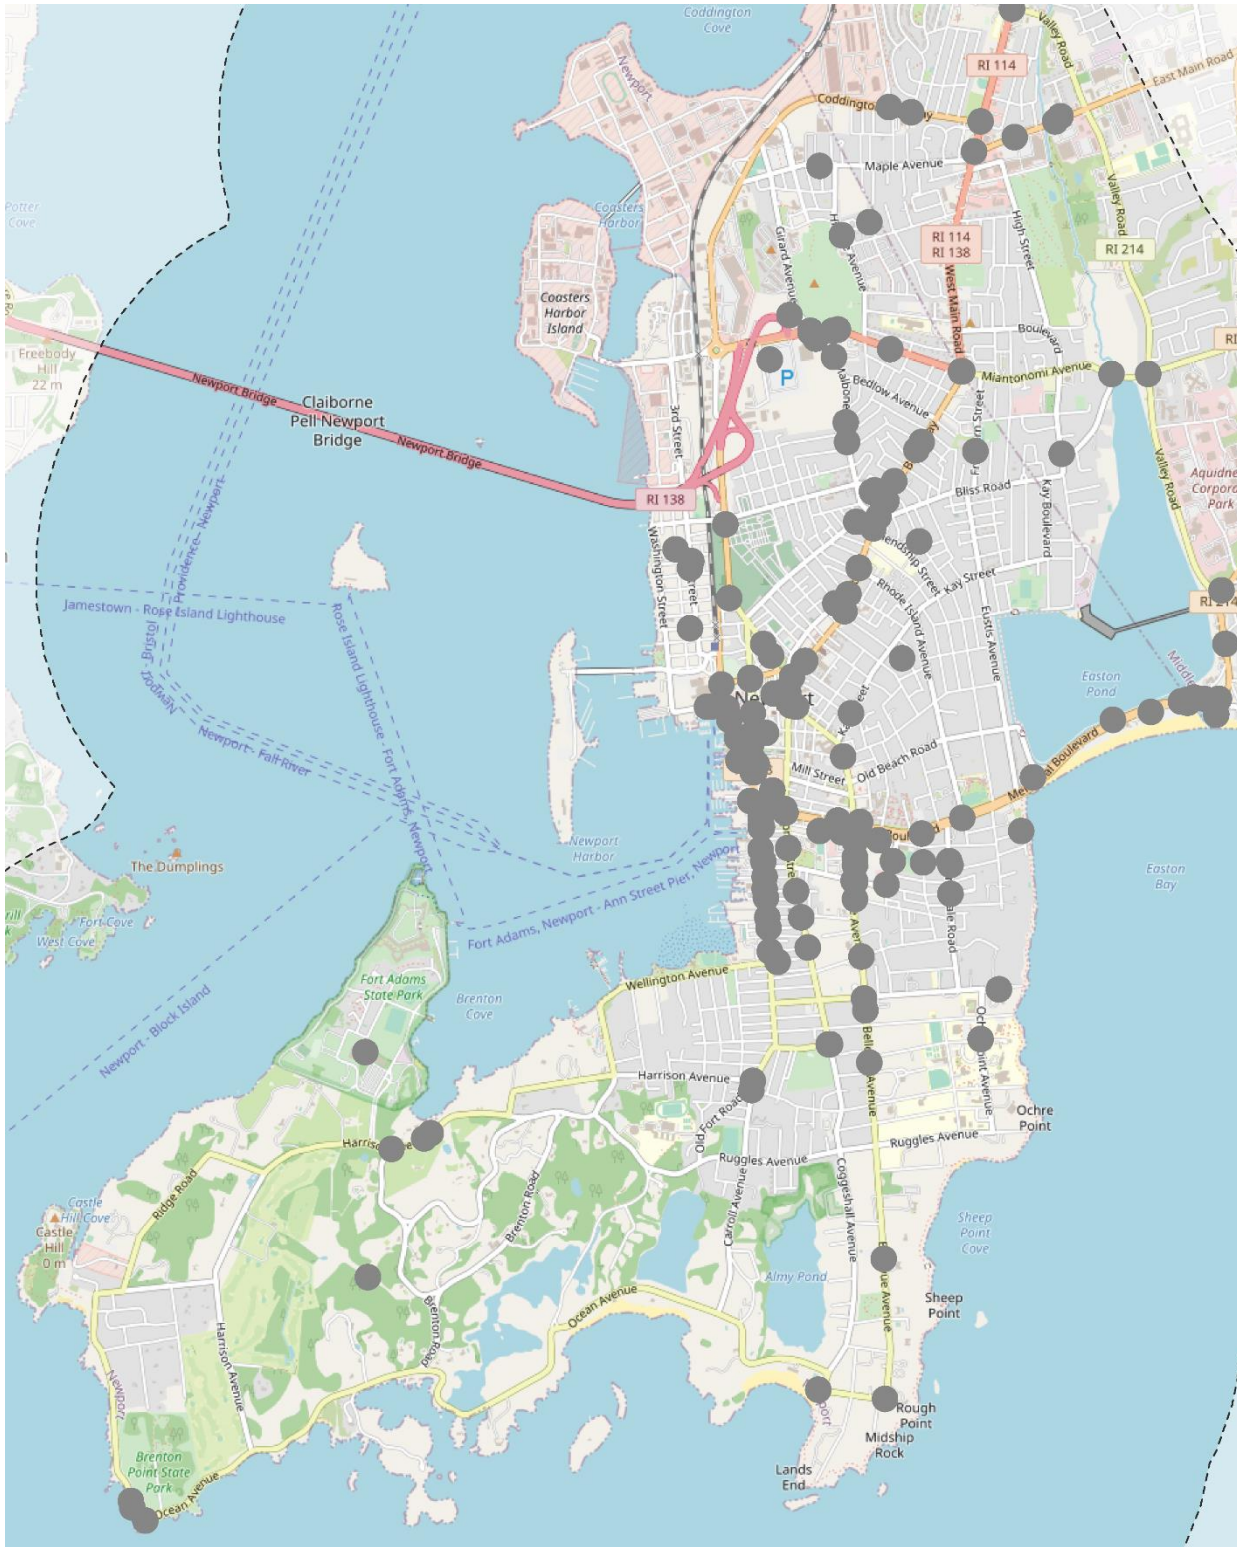 Coddington
Cove
Valley Road
RI 114
East Main Road
Newport
Coddington
Maple Avenue
Potter
Cove
Coasters
Harbor
Valley Road
Girard Avenue
High Street
RI 114
RI 138
RI 214
Coasters
Harbor
Island
West Main Road
Boulevard
Freebody
Hill
22 m
Newport Bridge
Claiborne
Pell Newport
Bridge
Newport Bridge
P
Miantonomi Avenue
Bedlow Avenue
Malbone
3rd Street
Valley Road
Aquidne
Corpora
Park
RI 138
Bliss Road
Kay Boulevard
Providence - Newport
Washington Street
Kay Street
Jamestown - Rose Island Lighthouse
Rhode Island Avenue
Eustis Avenue
RI 214
Bristol
Newport
Rose Island Lighthouse - Fort Adams, Newport
Easton
Pond
Newport - Fall River
Old Beach Road
Mill Street
Memorial Boulevard
The Dumplings
Newport
Harbor
Easton
Bay
Fort Cove
West Cove
Fort Adams, Newport - Ann Street Pier, Newport
Wellington Avenue
Fort Adams
State Park
Brenton
Cove
Newport - Block Island
Harrison Avenue
Old Fort Road
Ochre
Point
Ruggles Avenue
Ruggles Avenue
Ridge Road
Castle
Hill Cove
Castle
Hill
0 m
Brenton Road
Carroll Avenue
Coggeshall Avenue
Sheep
Point
Cove
Almy Pond
Sheep
Point
Ocean Avenue
Brenton Road
Harrison Avenue
Newport
Rough
Point
Midship
Rock
Lands
End
Brenton
Point State
Park
Ocean Avenue